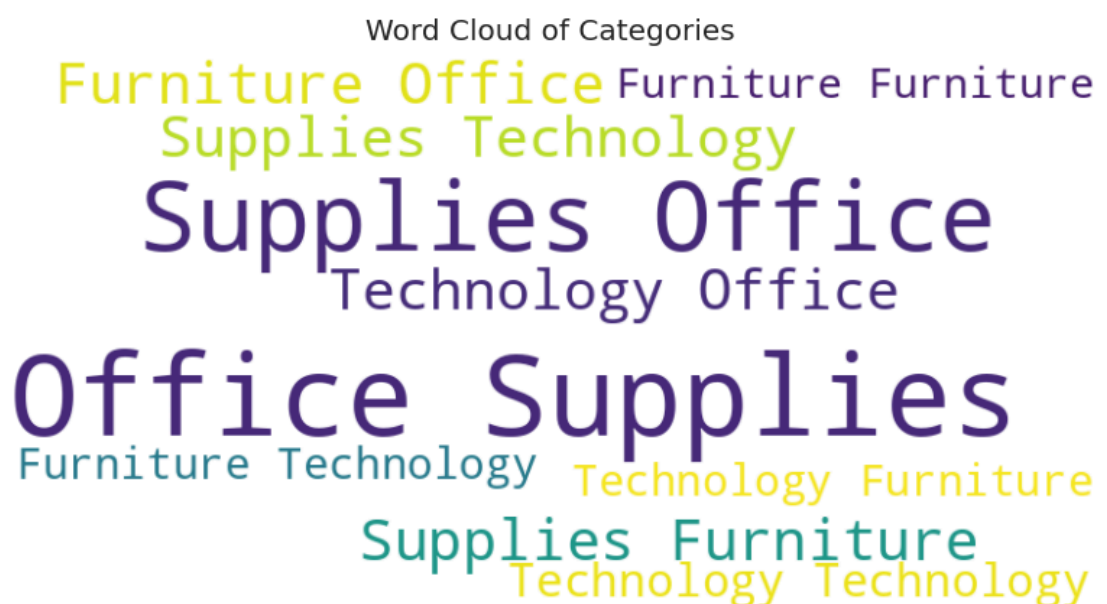 Word Cloud of Categories
Furniture Office
Furniture Furniture
Supplies Technology
Supplies Office
Technology Office
Office Supplies
Furniture Technology
Technology Furniture
Supplies Furniture
Technology Technology